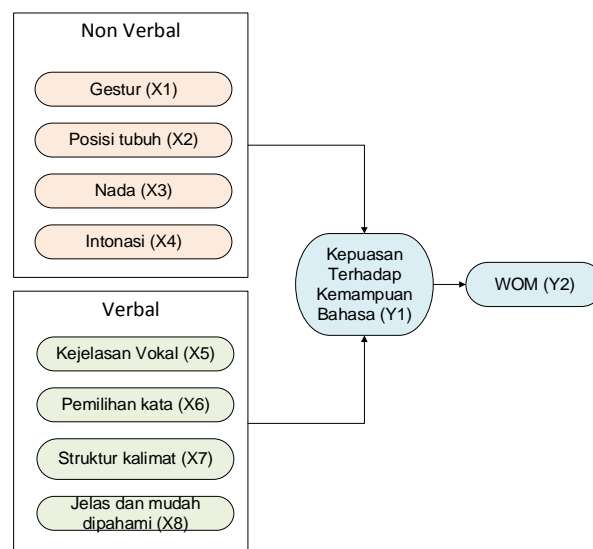 Non Verbal
Gestur (X1)
Posisi tubuh (X2)
Nada (X3)
Intonasi (X4)
Verbal
Kejelasan Vokal (X5)
Pemilihan kata (X6)
Struktur kalimat (X7)
Jelas dan mudah
dipahami (X8)
Kepuasan
Terhadap
Kemampuan
Bahasa (Y1)
WOM (Y2)